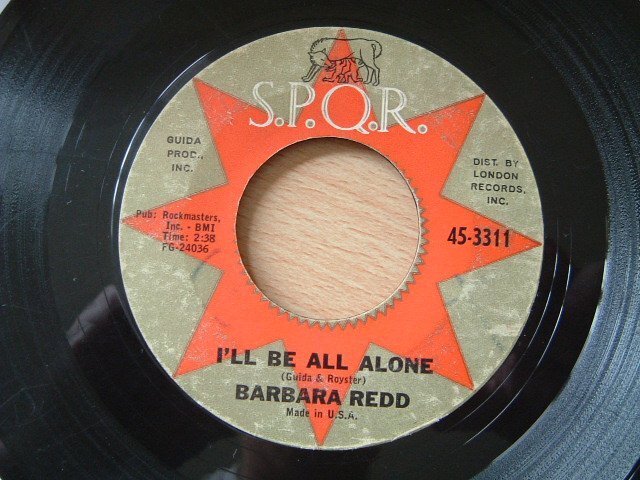 S.P.Q.R.
GUIDA
PROD.,
INC.
DIST. BY
LONDON
RECORDS,
INC.
Pub: Rockmasters,
Inc. - BMI
Time: 2:38
FG-24036
45-3311
I'LL BE ALL ALONE
(Guida & Royster)
BARBARA REDD
Made in U.S.A.